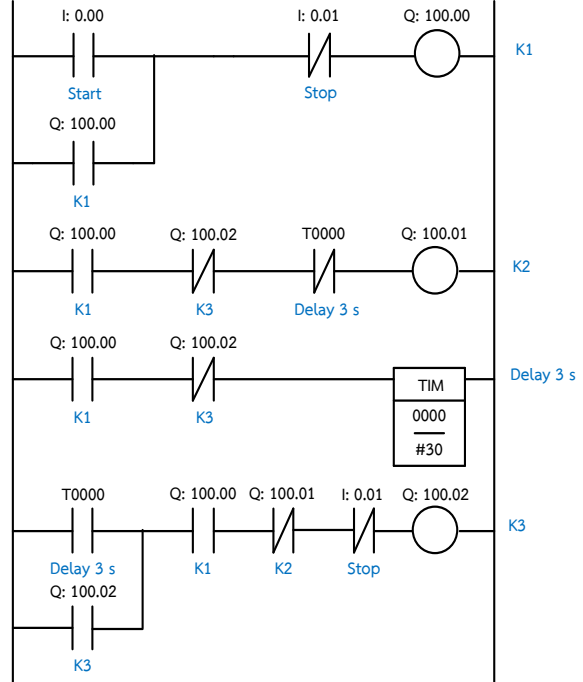 I: 0.00 I: 0.01 Q: 100.00
K1
Start Stop
Q: 100.00
K1
Q: 100.00 Q: 100.02 T0000 Q: 100.01
K2
K1 K3 Delay 3 s
Q: 100.00 Q: 100.02
TIM Delay 3 s
K1 K3 0000
#30
T0000 Q: 100.00 Q: 100.01 I: 0.01 Q: 100.02
K3
Delay 3 s K1 K2 Stop
Q: 100.02
K3